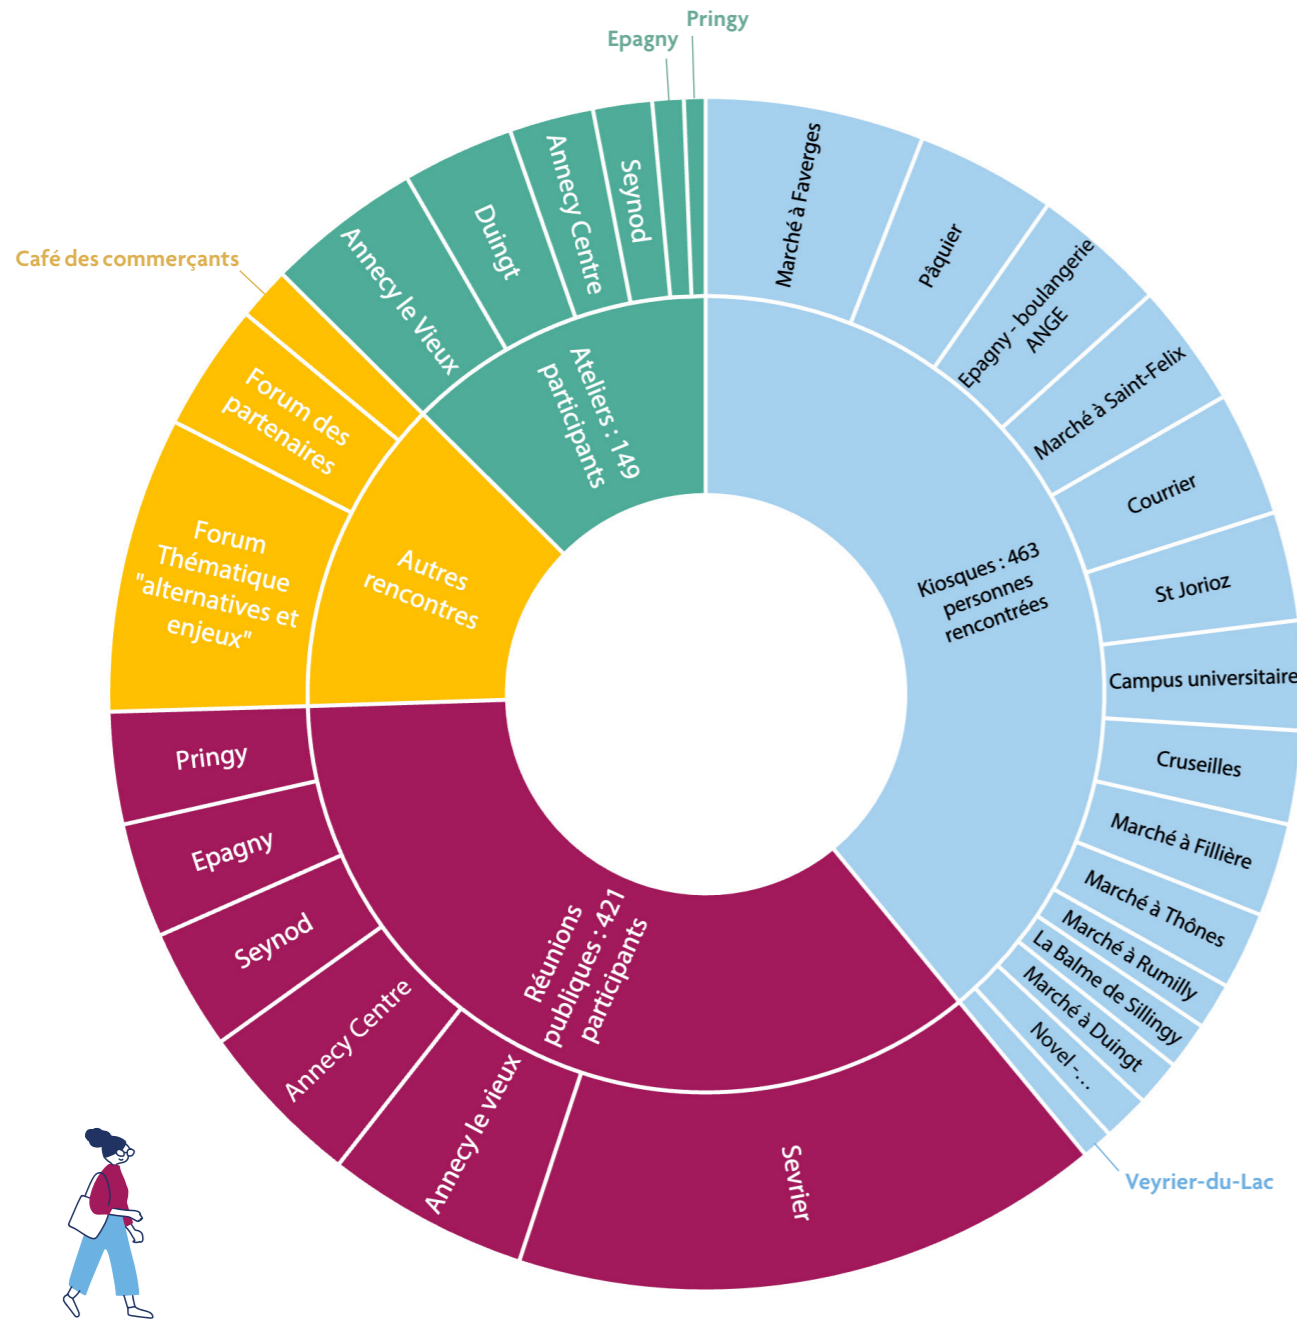 Pringy
Epagny
Café des commerçants
Marché à Faverges
Pâquier
Epagny - boulangerie
ANGE
Marché à Saint-Felix
Courrier
St Jorioz
Campus universitaire
Cruseilles
Marché à Fillière
Marché à Thônes
Marché à Rumilly
La Balme de Sillingy
Marché à Duingt
Novel -...
Veyrier-du-Lac
Kiosques : 463
personnes
rencontrées
Sevrier
Annecy le vieux
Annecy Centre
Seynod
Epagny
Pringy
Réunions
publiques : 421
participants
Forum
Thématique
"alternatives et
enjeux"
Forum des
partenaires
Autres
rencontres
Annecy le Vieux
Duingt
Annecy Centre
Seynod
Ateliers : 149
participants